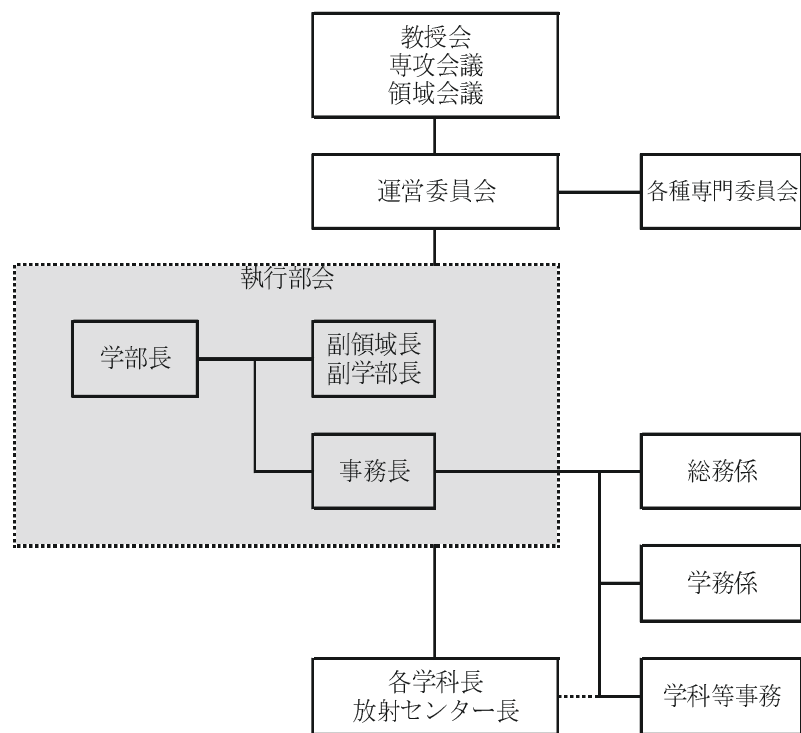 教授会
専攻会議
領域会議
運営委員会
各種専門委員会
執行部会
学部長
副領域長
副学部長
事務長
総務係
学務係
各学科長
放射センター長
学科等事務